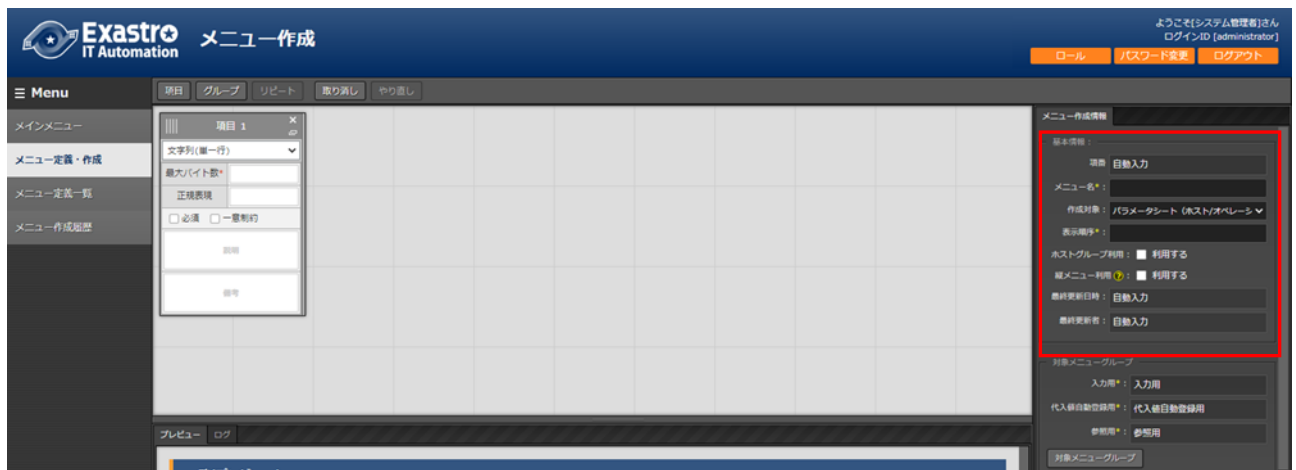 Exastro
IT Automation
メニュー作成
ようこそ[システム管理者]さん
ログインID [administrator]
ロール パスワード変更 ログアウト
Menu
項目 グループ リピート 取り消し やり直し
メインメニュー
メニュー定義・作成
メニュー定義一覧
メニュー作成履歴
項目 1
文字列(単一行)
最大バイト数*
正規表現
必須 一意制約
説明
備考
プレビュー ログ
メニュー作成情報
基本情報:
項番 自動入力
メニュー名*:
作成対象: パラメータシート(ホスト/オペレーシ
表示順序*:
ホストグループ利用: 利用する
縦メニュー利用?: 利用する
最終更新日時: 自動入力
最終更新者: 自動入力
対象メニューグループ
入力用*: 入力用
代入値自動登録用*: 代入値自動登録用
参照用*: 参照用
対象メニューグループ